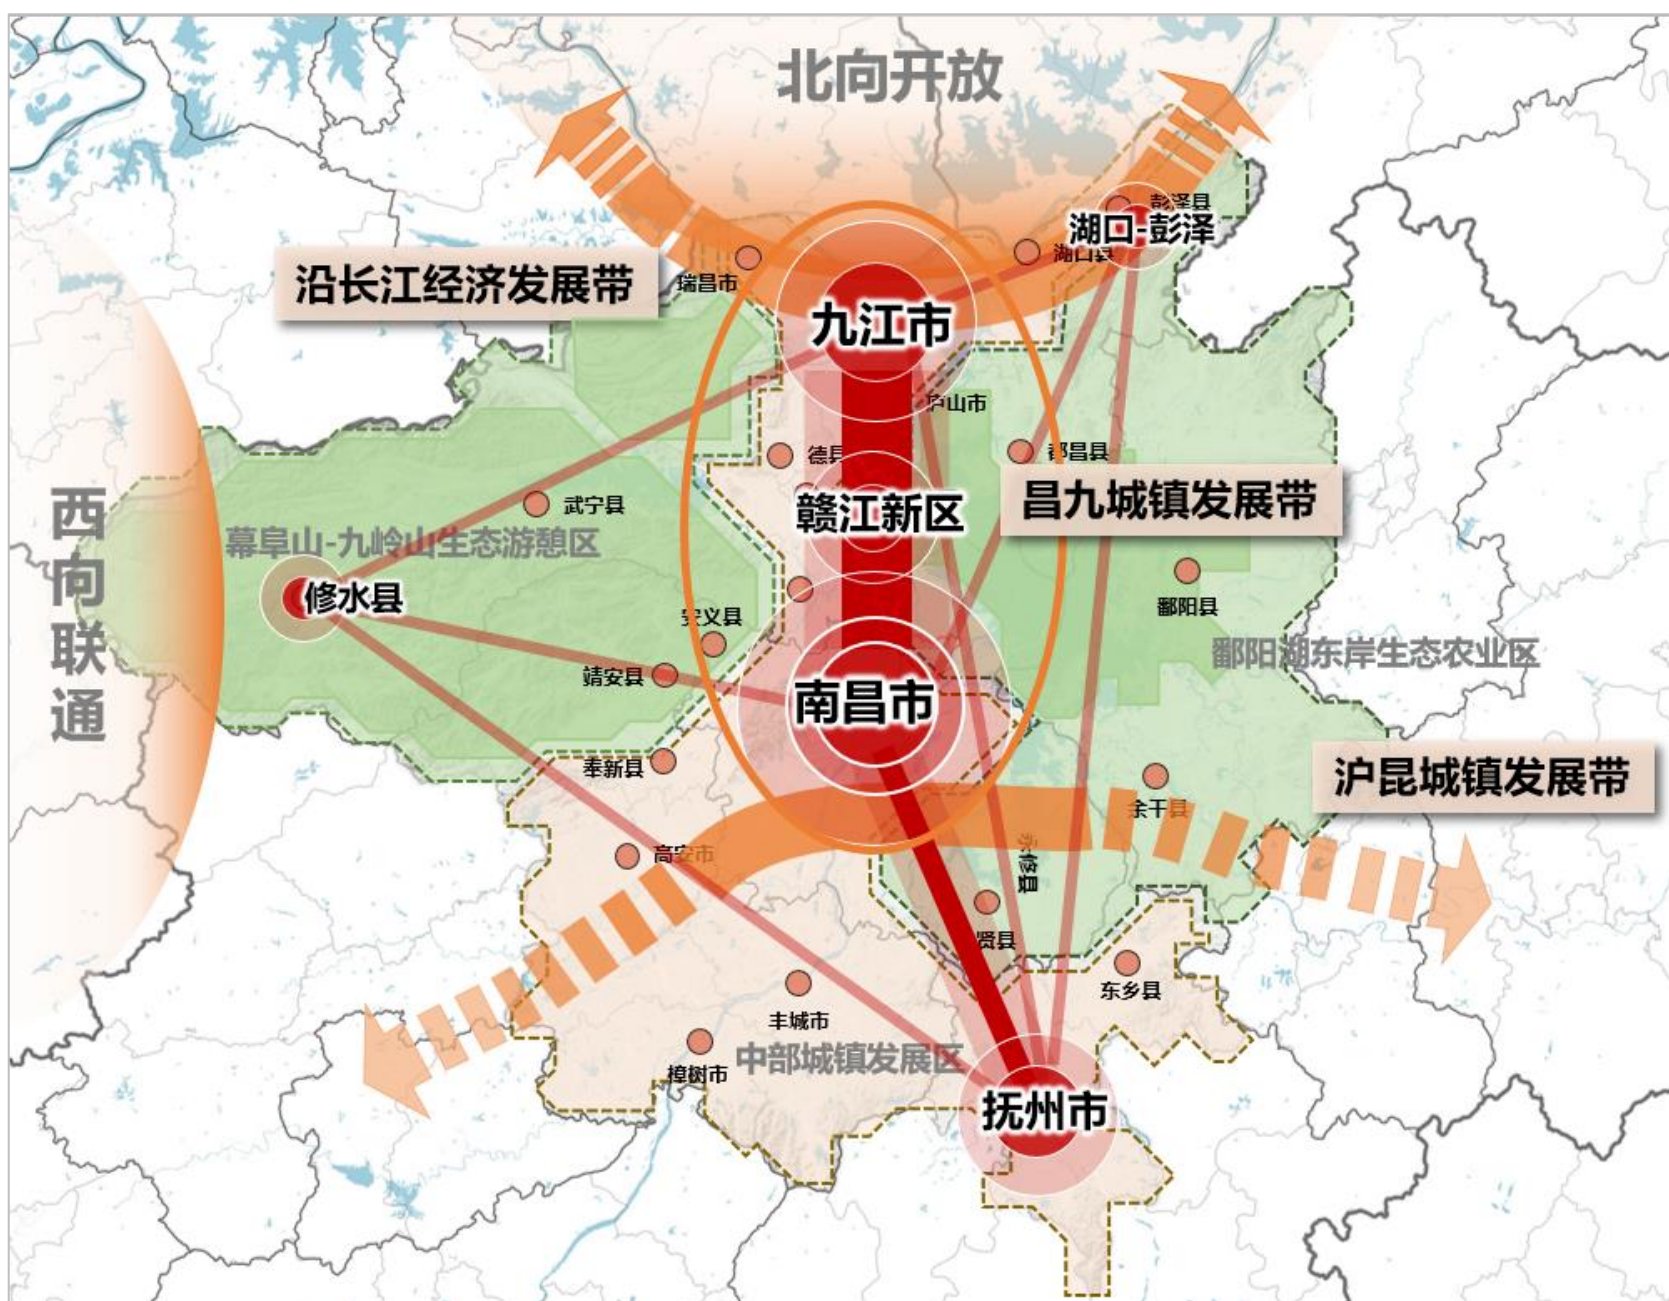 北向开放
彭泽县
湖口-彭泽
湖口县
瑞昌市
沿长江经济发展带
九江市
庐山市
德
都昌县
西向联通
武宁县
赣江新区
昌九城镇发展带
幕阜山-九岭山生态游憩区
修水县
鄱阳县
安义县
鄱阳湖东岸生态农业区
靖安县
南昌市
奉新县
沪昆城镇发展带
余干县
高安市
永修县
贤县
东乡县
丰城市
中部城镇发展区
樟树市
抚州市